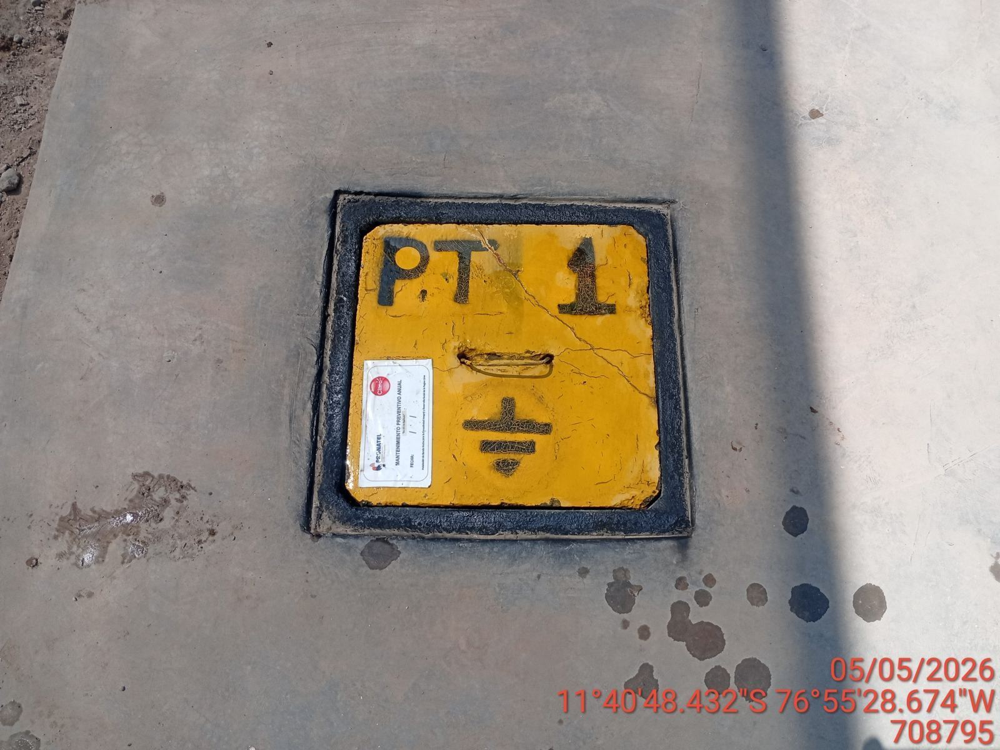 PT 1
Claro
PRONATEL
MANTENIMIENTO PREVENTIVO ANUAL
FECHA: / /
05/05/2026
11°40'48.432"S 76°55'28.674"W
708795